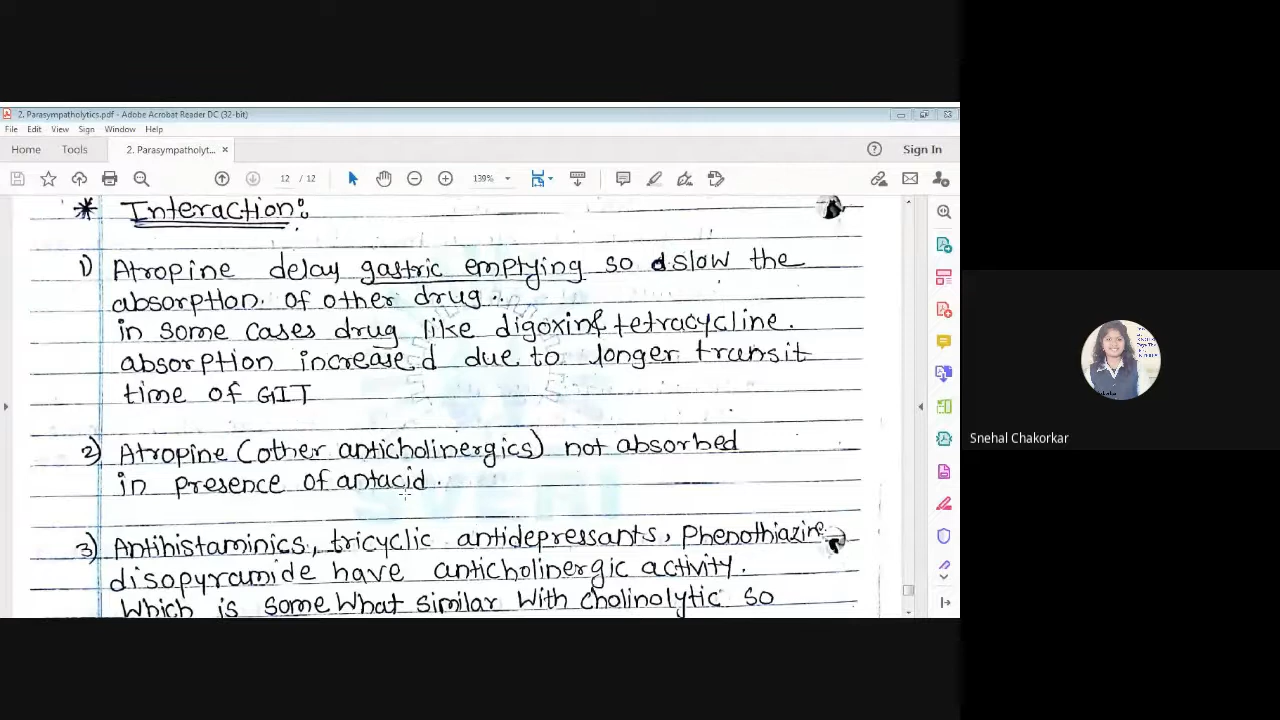 2. Parasympatholytics.pdf - Adobe Acrobat Reader DC (32-bit)
File Edit View Sign Window Help
Home Tools 2. Parasympatholyt... × Sign In
12 / 12 139%
* Interaction:
1) Atropine delay gastric emptying so slow the
absorption. of other drug..
in some cases drug like digoxin & tetracycline.
absorption increased due to longer transit
time of GIT
2) Atropine (other anticholinergics) not absorbed
in presence of antacid.
3) Antihistaminics, tricyclic antidepressants, Phenothiazine
disopyramide have anticholinergic activity.
Which is some what similar with cholinolytic so
Snehal Chakorkar